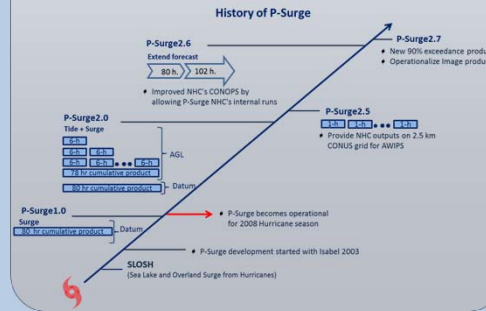 History of P-Surge
P-Surge2.7
New 90% exceedance produ
Operationalize Image produ
P-Surge2.6
Extend forecast
80 h. 102 h.
Improved NHC's CONOPS by
allowing P-Surge NHC's internal runs
P-Surge2.5
1-h 1-h 1-h
Provide NHC outputs on 2.5 km
CONUS grid for AWIPS
P-Surge2.0
Tide + Surge
6-h
6-h 6-h
6-h 6-h 6-h
AGL
78 hr cumulative product
80 hr cumulative product Datum
P-Surge1.0
Surge
80 hr cumulative product Datum
P-Surge becomes operational
for 2008 Hurricane season
P-Surge development started with Isabel 2003
SLOSH
(Sea Lake and Overland Surge from Hurricanes)